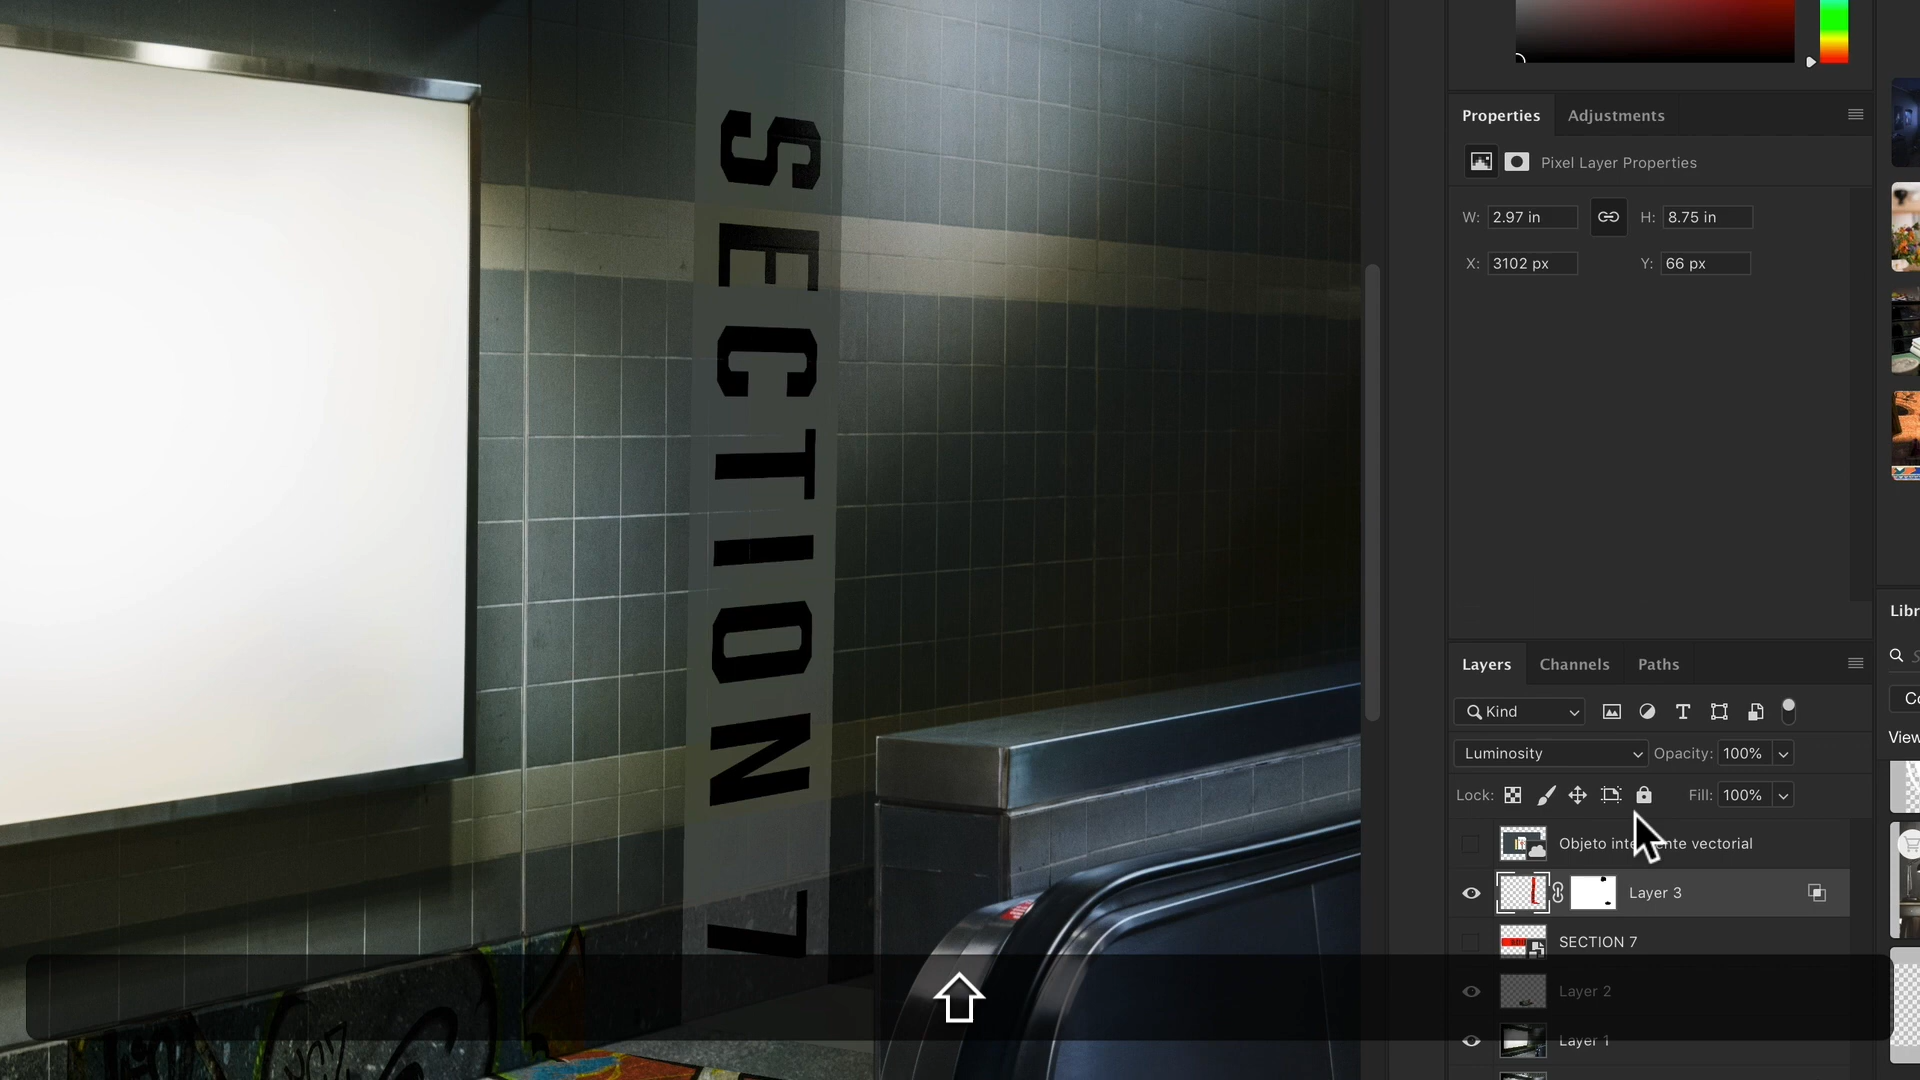 SECTION 7
Properties
Adjustments
Pixel Layer Properties
W: 2.97 in
H: 8.75 in
X: 3102 px
Y: 66 px
Layers
Channels
Paths
Kind
Luminosity
Opacity: 100%
Lock:
Fill: 100%
Objeto inte nte vectorial
Layer 3
SECTION 7
Layer 2
Layer 1
Libr
View